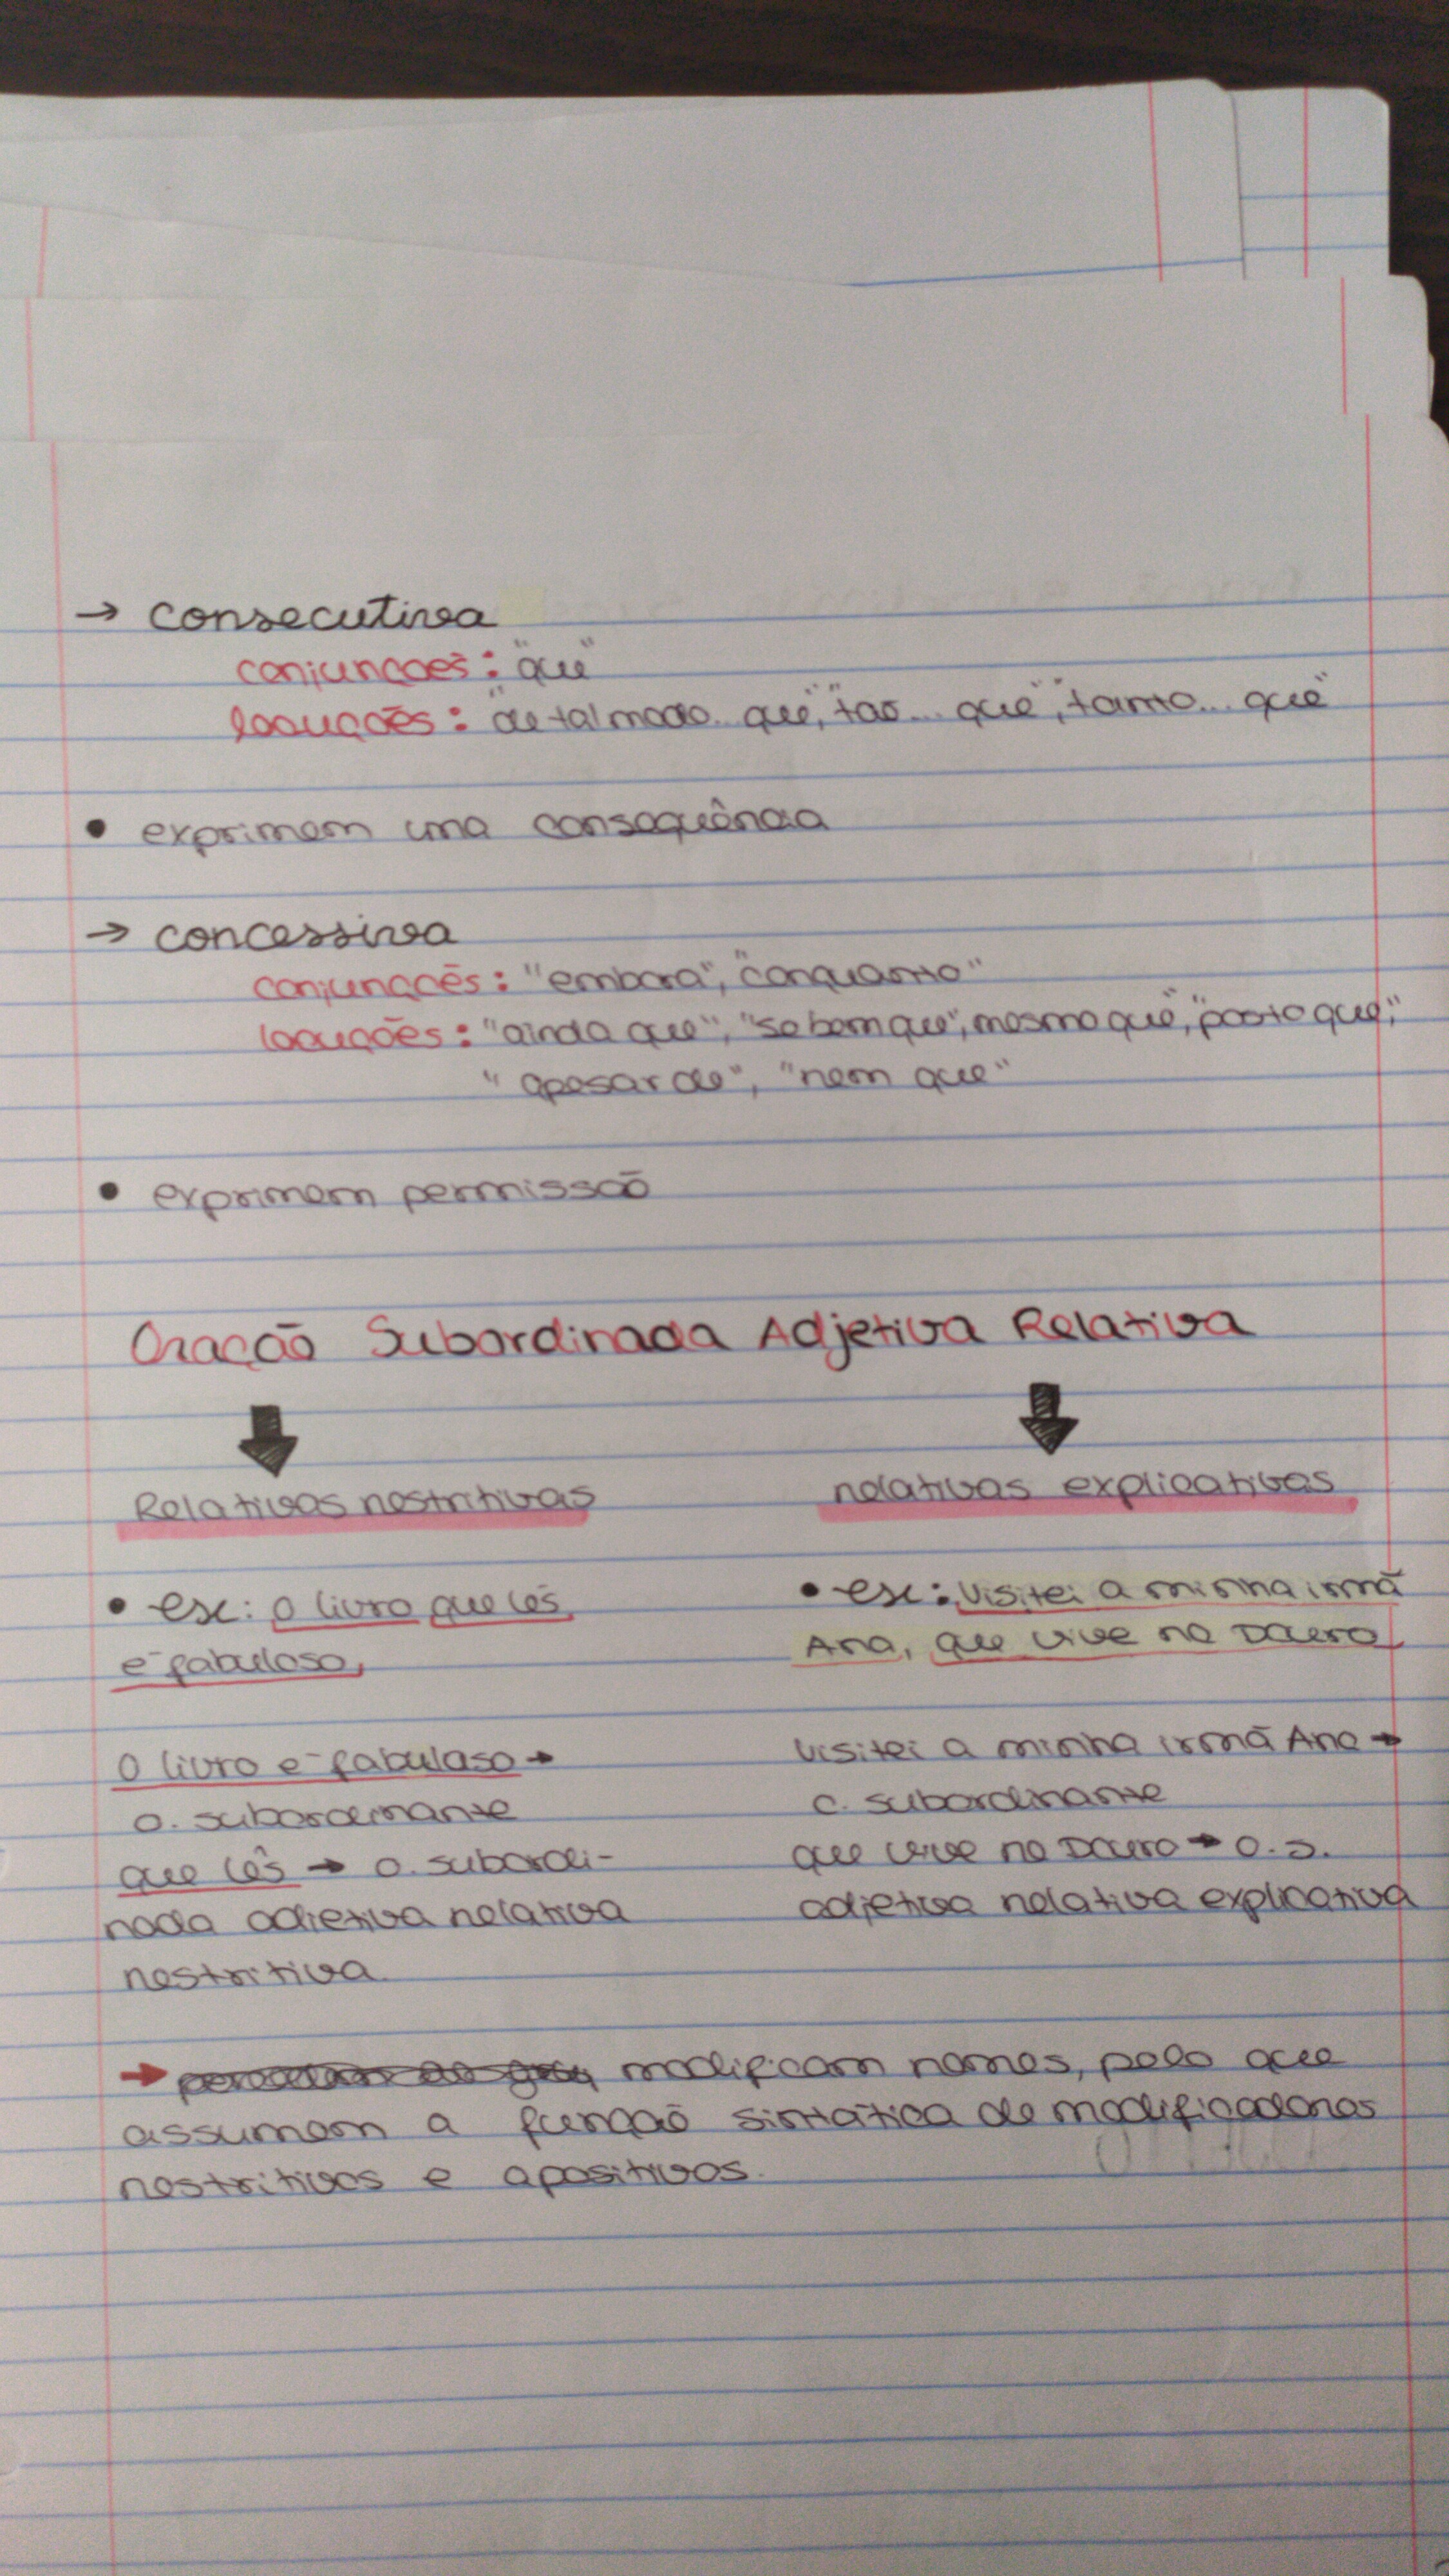 → consecutiva
conjuncoes: "que"
locuções: "de tal modo... que", "tao... que", "tanto... que"
• exprimem uma consequência
→ concessiva
conjunções: "embora", "conquanto"
locuções: "ainda que", "se bem que", "mesmo que", "posto que",
"apesar de", "nem que"
• exprimem permissão
Oração Subordinada Adjetiva Relativa
Relativas restritivas
relativas explicativas
• ex: O livro que lês
é fabuloso,
• ex: Visitei a minha irmã
Ana, que vive no Douro
O livro é fabuloso →
o. subordinante
que lês → o. subordi-
nada adjetiva relativa
restritiva
Visitei a minha irmã Ana →
o. subordinante
que vive no Douro → o. s.
adjetiva relativa explicativa
→ modificam nomes, pelo que
assumem a função sintática de modificadores
restritivos e apositivos.